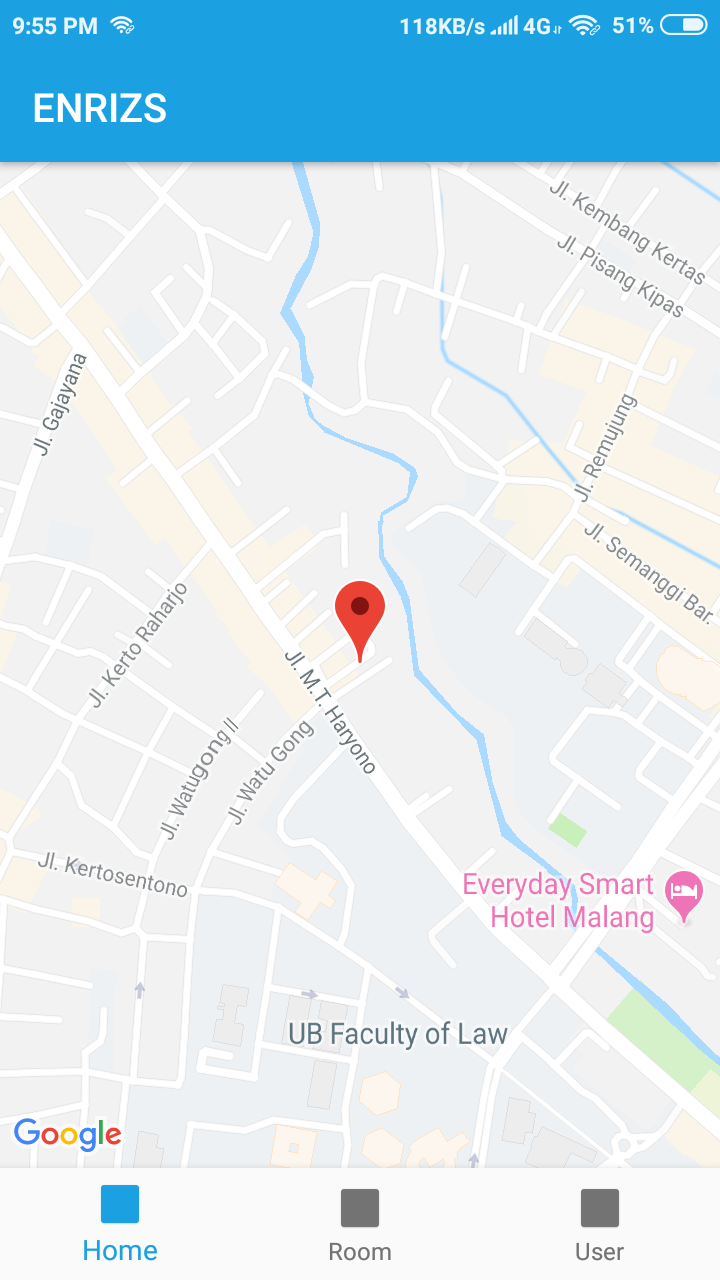 9:55 PM 118KB/s 4G 51%
ENRIZS
Jl. Kembang Kertas
Jl. Pisang Kipas
Jl. Gajayana
Jl. Remujung
Jl. Semanggi Bar.
Jl. Kerto Raharjo
Jl. M.T. Haryono
Jl. Watugong II
Jl. Watu Gong
Jl. Kertosentono
Everyday Smart
Hotel Malang
UB Faculty of Law
Google
Home Room User